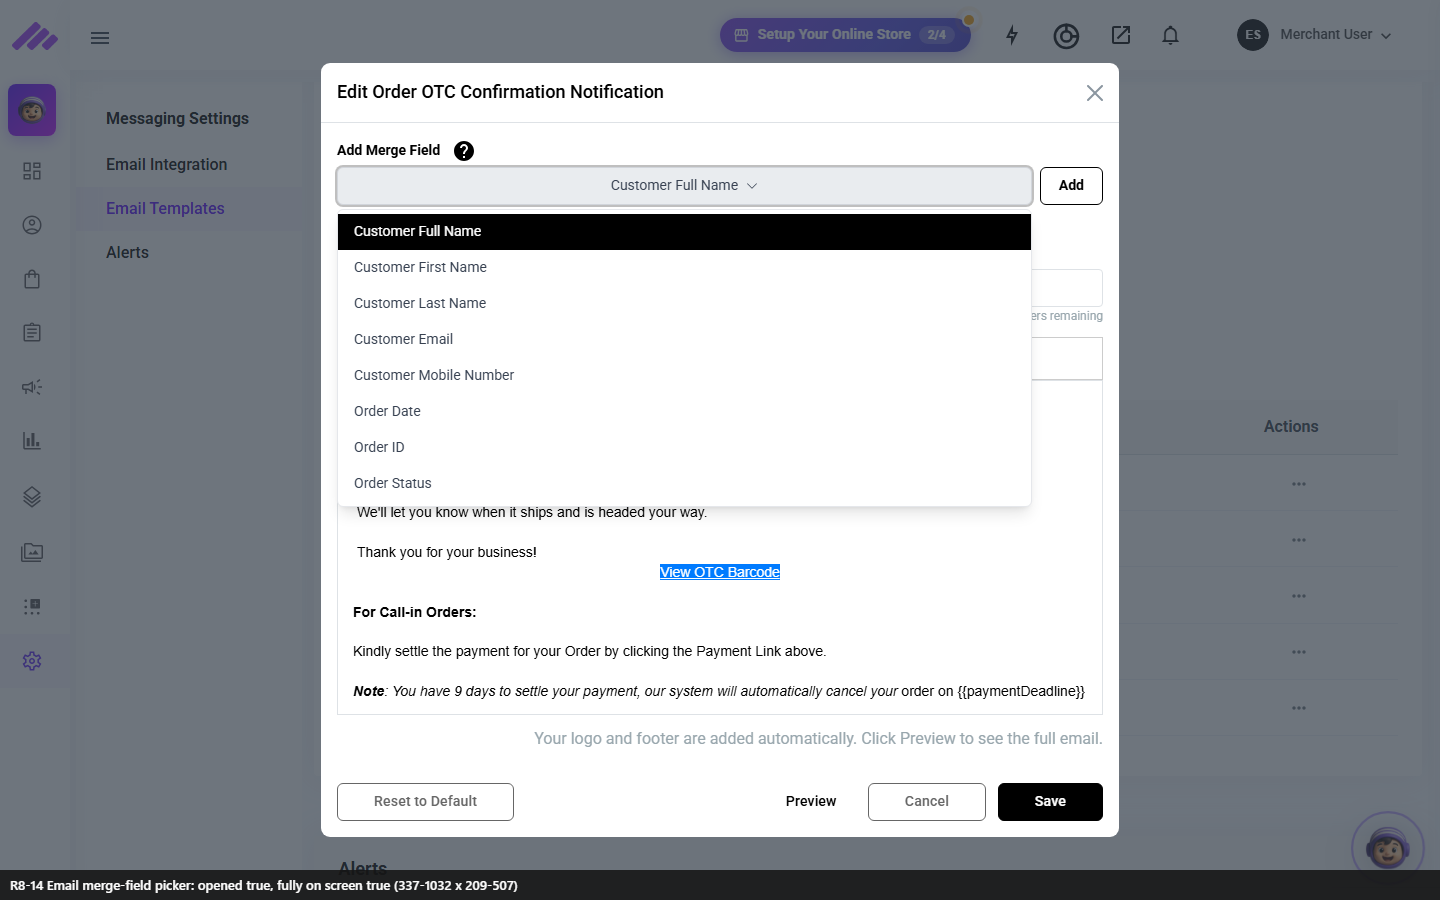 Setup Your Online Store 2/4
ES Merchant User
Edit Order OTC Confirmation Notification
Messaging Settings
Email Integration
Email Templates
Alerts
Add Merge Field ?
Customer Full Name
Add
Customer Full Name
Customer First Name
Customer Last Name
Customer Email
Customer Mobile Number
Order Date
Order ID
Order Status
remaining
Actions
We'll let you know when it ships and is headed your way.
Thank you for your business!
View OTC Barcode
For Call-in Orders:
Kindly settle the payment for your Order by clicking the Payment Link above.
Note: You have 9 days to settle your payment, our system will automatically cancel your order on {{paymentDeadline}}
Your logo and footer are added automatically. Click Preview to see the full email.
Reset to Default
Preview
Cancel
Save
Alerts
R8-14 Email merge-field picker: opened true, fully on screen true (337-1032 x 209-507)